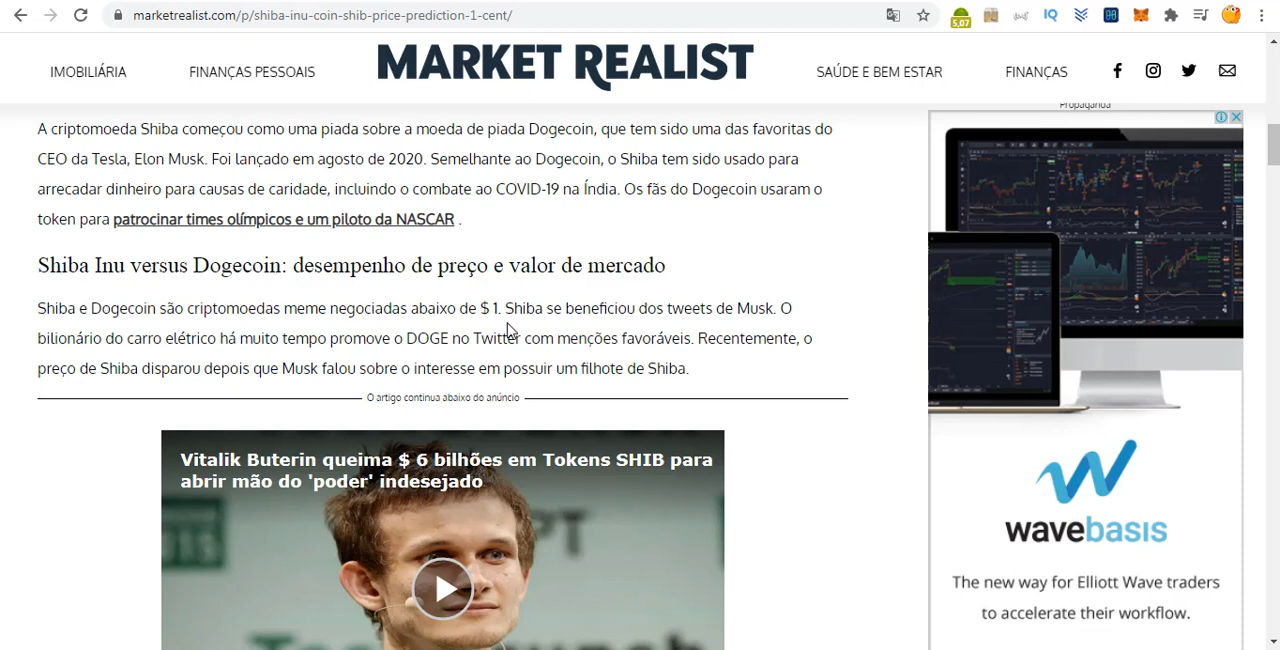 marketrealist.com/p/shiba-inu-coin-shib-price-prediction-1-cent/
5,07
IQ
IMOBILIÁRIA
FINANÇAS PESSOAIS
MARKET REALIST
SAÚDE E BEM ESTAR
FINANÇAS
Propaganda
A criptomoeda Shiba começou como uma piada sobre a moeda de piada Dogecoin, que tem sido uma das favoritas do
CEO da Tesla, Elon Musk. Foi lançado em agosto de 2020. Semelhante ao Dogecoin, o Shiba tem sido usado para
arrecadar dinheiro para causas de caridade, incluindo o combate ao COVID-19 na Índia. Os fãs do Dogecoin usaram o
token para patrocinar times olímpicos e um piloto da NASCAR .
Shiba Inu versus Dogecoin: desempenho de preço e valor de mercado
Shiba e Dogecoin são criptomoedas meme negociadas abaixo de $ 1. Shiba se beneficiou dos tweets de Musk. O
bilionário do carro elétrico há muito tempo promove o DOGE no Twitter com menções favoráveis. Recentemente, o
preço de Shiba disparou depois que Musk falou sobre o interesse em possuir um filhote de Shiba.
O artigo continua abaixo do anúncio
Vitalik Buterin queima $ 6 bilhões em Tokens SHIB para
abrir mão do 'poder' indesejado
wavebasis
The new way for Elliott Wave traders
to accelerate their workflow.